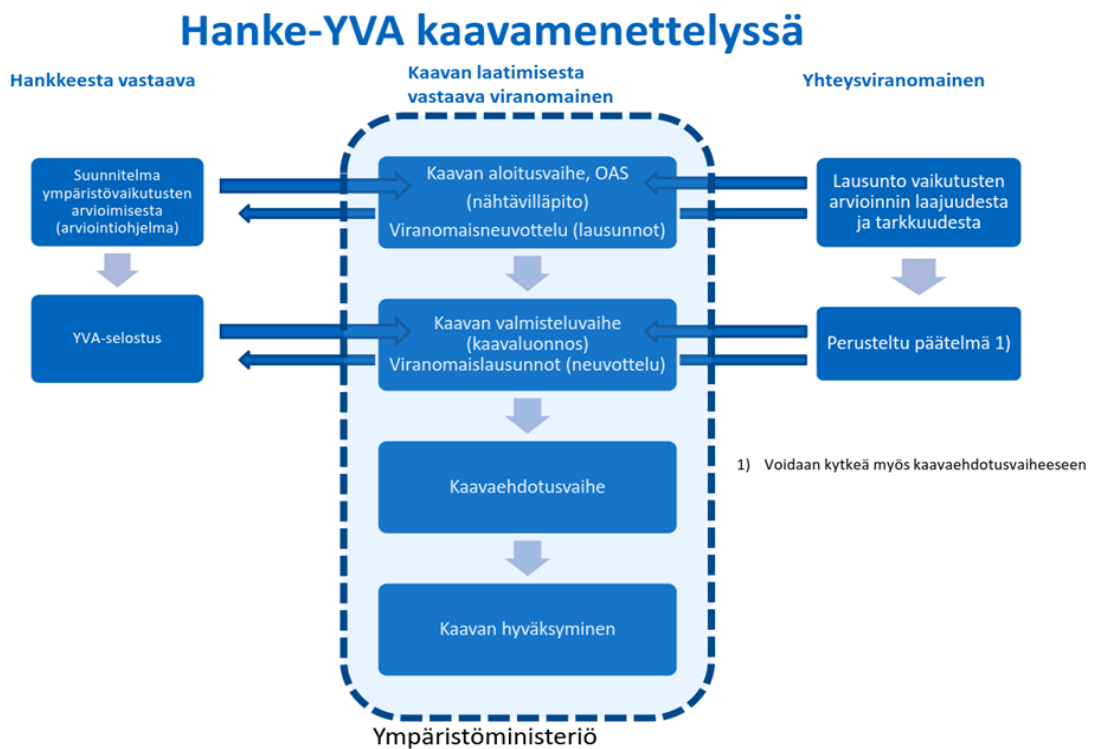 Hanke-YVA kaavamenettelyssä
Hankkeesta vastaava
Kaavan laatimisesta
vastaava viranomainen
Yhteysviranomainen
Suunnitelma
ympäristövaikutusten
arvioimisesta
(arviointiohjelma)
Kaavan aloitusvaihe, OAS
(nähtävilläpito)
Viranomaisneuvottelu (lausunnot)
Lausunto vaikutusten
arvioinnin laajuudesta
ja tarkkuudesta
YVA-selostus
Kaavan valmisteluvaihe
(kaavaluonnos)
Viranomaislausunnot (neuvottelu)
Perusteltu päätelmä 1)
1) Voidaan kytkeä myös kaavaehdotusvaiheeseen
Kaavaehdotusvaihe
Kaavan hyväksyminen
Ympäristöministeriö